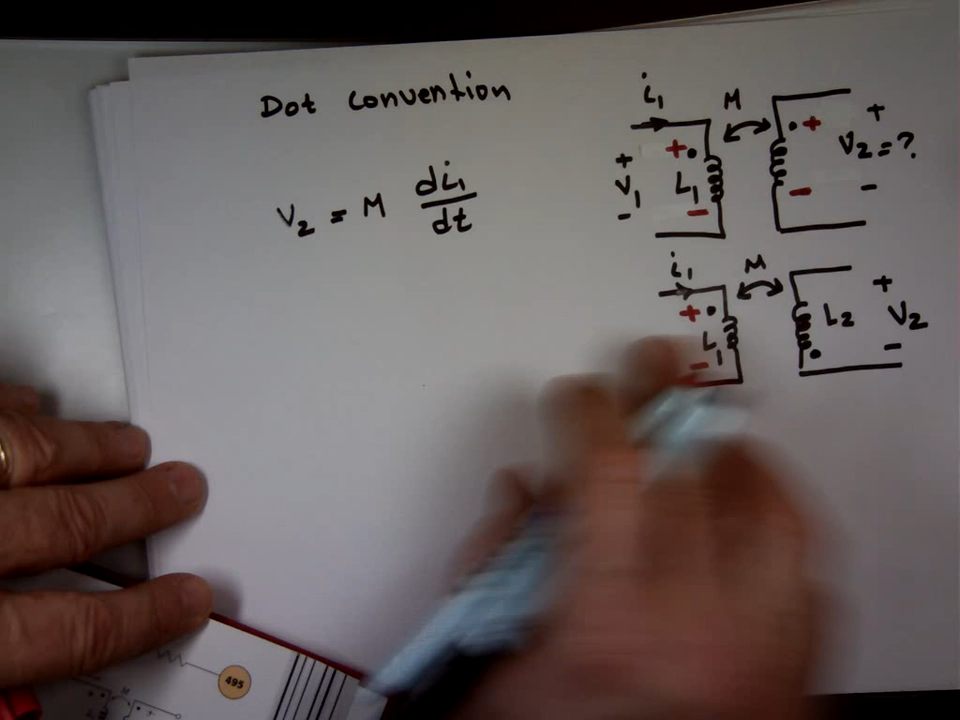 Dot Convention
V₂ = M di₁/dt
i₁ M
+ V₁ - + L₁ - + - + V₂ = ? -
i₁ M
+ L₁ - L₂ + V₂ -
495
M